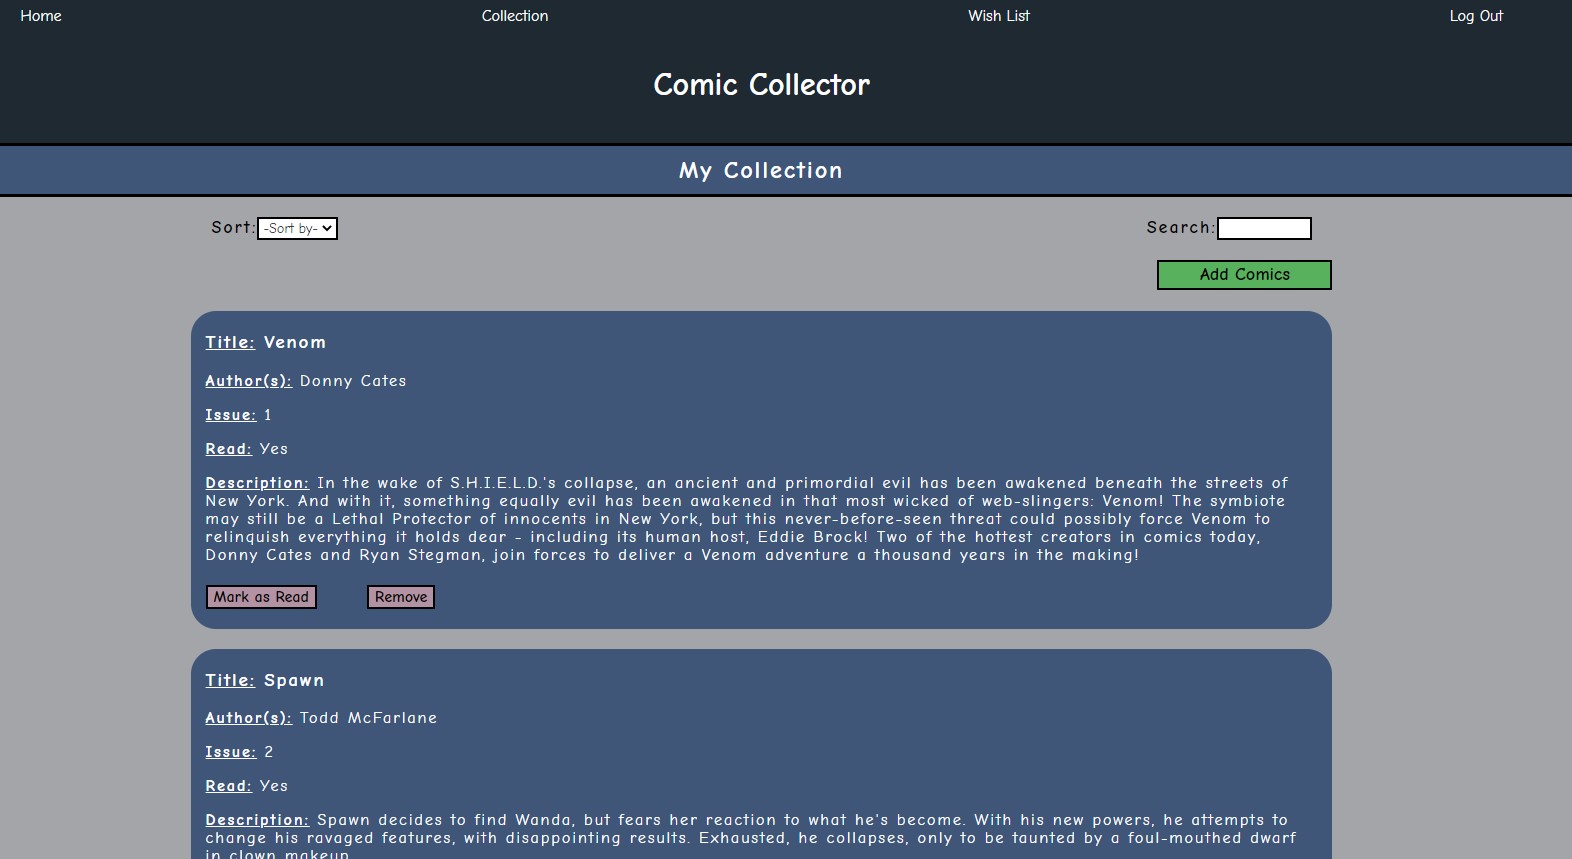 Home Collection Wish List Log Out
Comic Collector
My Collection
Sort: -Sort by- Search:
Add Comics
Title: Venom
Author(s): Donny Cates
Issue: 1
Read: Yes
Description: In the wake of S.H.I.E.L.D.'s collapse, an ancient and primordial evil has been awakened beneath the streets of
New York. And with it, something equally evil has been awakened in that most wicked of web-slingers: Venom! The symbiote
may still be a Lethal Protector of innocents in New York, but this never-before-seen threat could possibly force Venom to
relinquish everything it holds dear - including its human host, Eddie Brock! Two of the hottest creators in comics today,
Donny Cates and Ryan Stegman, join forces to deliver a Venom adventure a thousand years in the making!
Mark as Read Remove
Title: Spawn
Author(s): Todd McFarlane
Issue: 2
Read: Yes
Description: Spawn decides to find Wanda, but fears her reaction to what he's become. With his new powers, he attempts to
change his ravaged features, with disappointing results. Exhausted, he collapses, only to be taunted by a foul-mouthed dwarf
in clown makeup